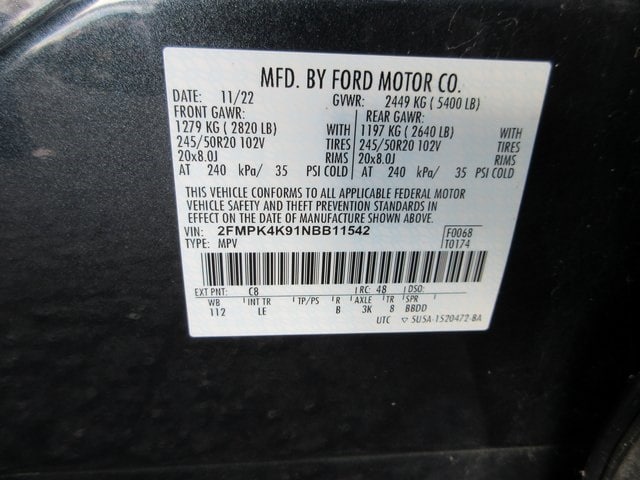 MFD. BY FORD MOTOR CO.
DATE: 11/22 GVWR: 2449 KG ( 5400 LB)
FRONT GAWR: REAR GAWR:
1279 KG ( 2820 LB) WITH 1197 KG ( 2640 LB) WITH
245/50R20 102V TIRES 245/50R20 102V TIRES
20x8.0J RIMS 20x8.0J RIMS
AT 240 kPa/ 35 PSI COLD AT 240 kPa/ 35 PSI COLD
THIS VEHICLE CONFORMS TO ALL APPLICABLE FEDERAL MOTOR
VEHICLE SAFETY AND THEFT PREVENTION STANDARDS IN
EFFECT ON THE DATE OF MANUFACTURE SHOWN ABOVE.
VIN: 2FMPK4K91NBB11542 F0068
TYPE: MPV T0174
EXT PNT: C8 RC: 48 DSO:
WB INT TR TP/PS R AXLE TR SPR
112 LE B 3K 8 BBDD
UTC ▽ 5U5A-1520472-BA